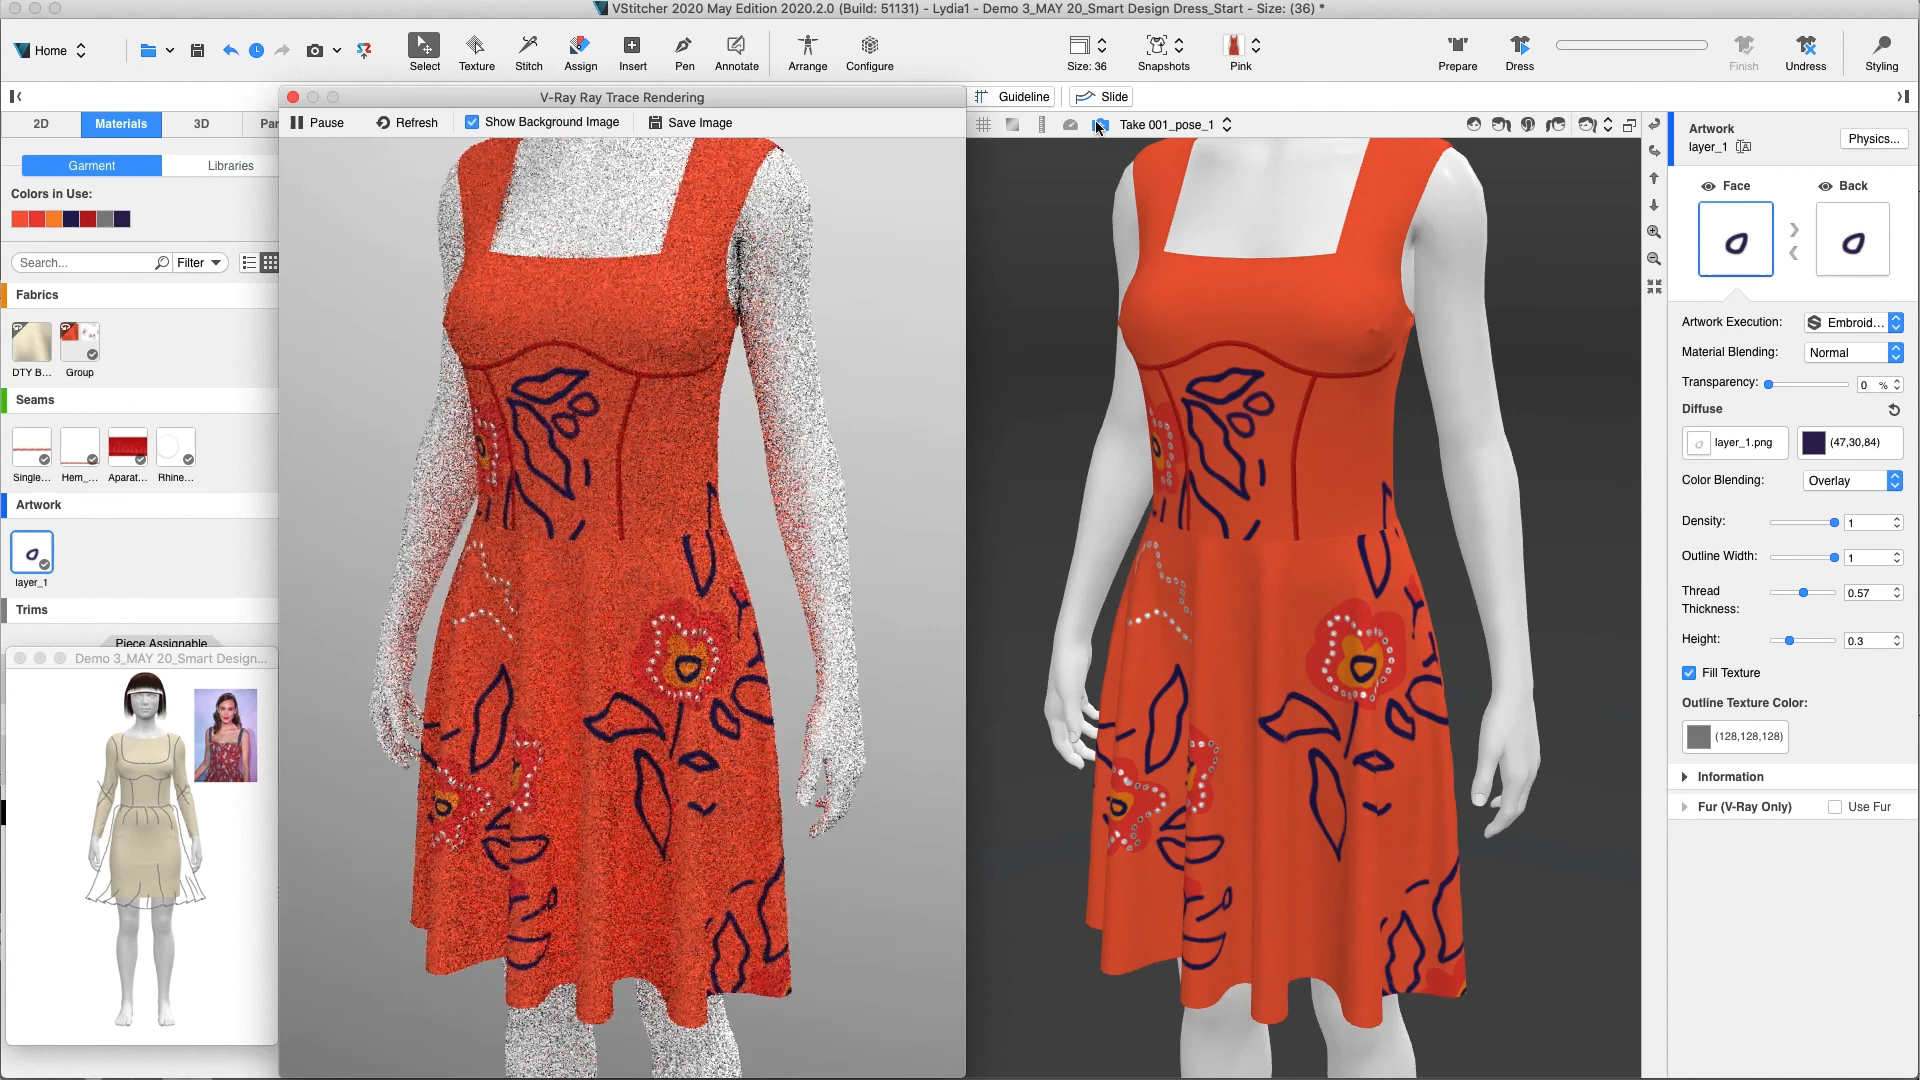 VStitcher 2020 May Edition 2020.2.0 (Build: 51131) - Lydia1 - Demo 3_MAY 20_Smart Design Dress_Start - Size: (36) *
Home
Select
Texture
Stitch
Assign
Insert
Pen
Annotate
Arrange
Configure
Size: 36
Snapshots
Pink
Prepare
Dress
Finish
Undress
Styling
V-Ray Ray Trace Rendering
Guideline
Slide
2D
Materials
3D
Par
Pause
Refresh
Show Background Image
Save Image
Take 001_pose_1
Artwork
layer_1
Physics...
Garment
Libraries
Colors in Use:
Face
Back
Search...
Filter
Fabrics
DTY B...
Group
Seams
Single...
Hem_...
Aparat...
Rhine...
Artwork
layer_1
Trims
Piece Assignable
Demo 3_MAY 20_Smart Design...
Artwork Execution:
Embroid...
Material Blending:
Normal
Transparency:
0 %
Diffuse
layer_1.png
(47,30,84)
Color Blending:
Overlay
Density:
1
Outline Width:
1
Thread
Thickness:
0.57
Height:
0.3
Fill Texture
Outline Texture Color:
(128,128,128)
Information
Fur (V-Ray Only)
Use Fur